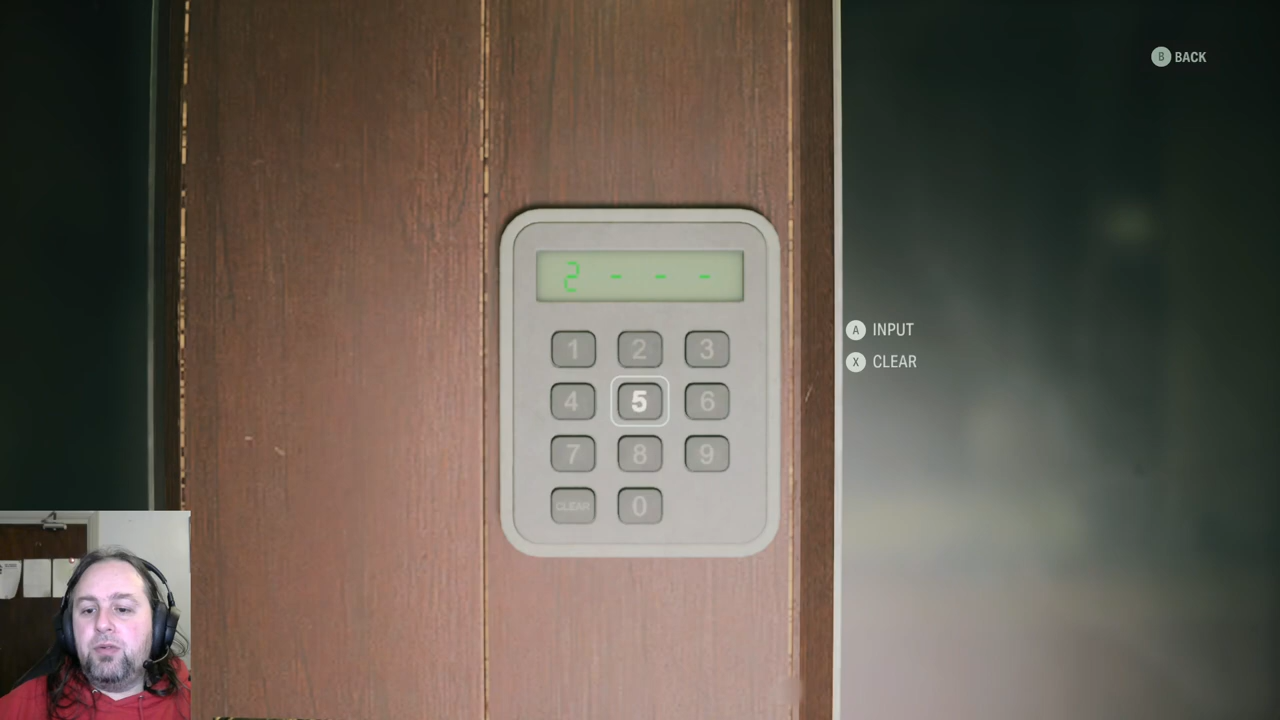 B BACK
2 - - -
1 2 3
A INPUT
X CLEAR
4 5 6
7 8 9
CLEAR 0